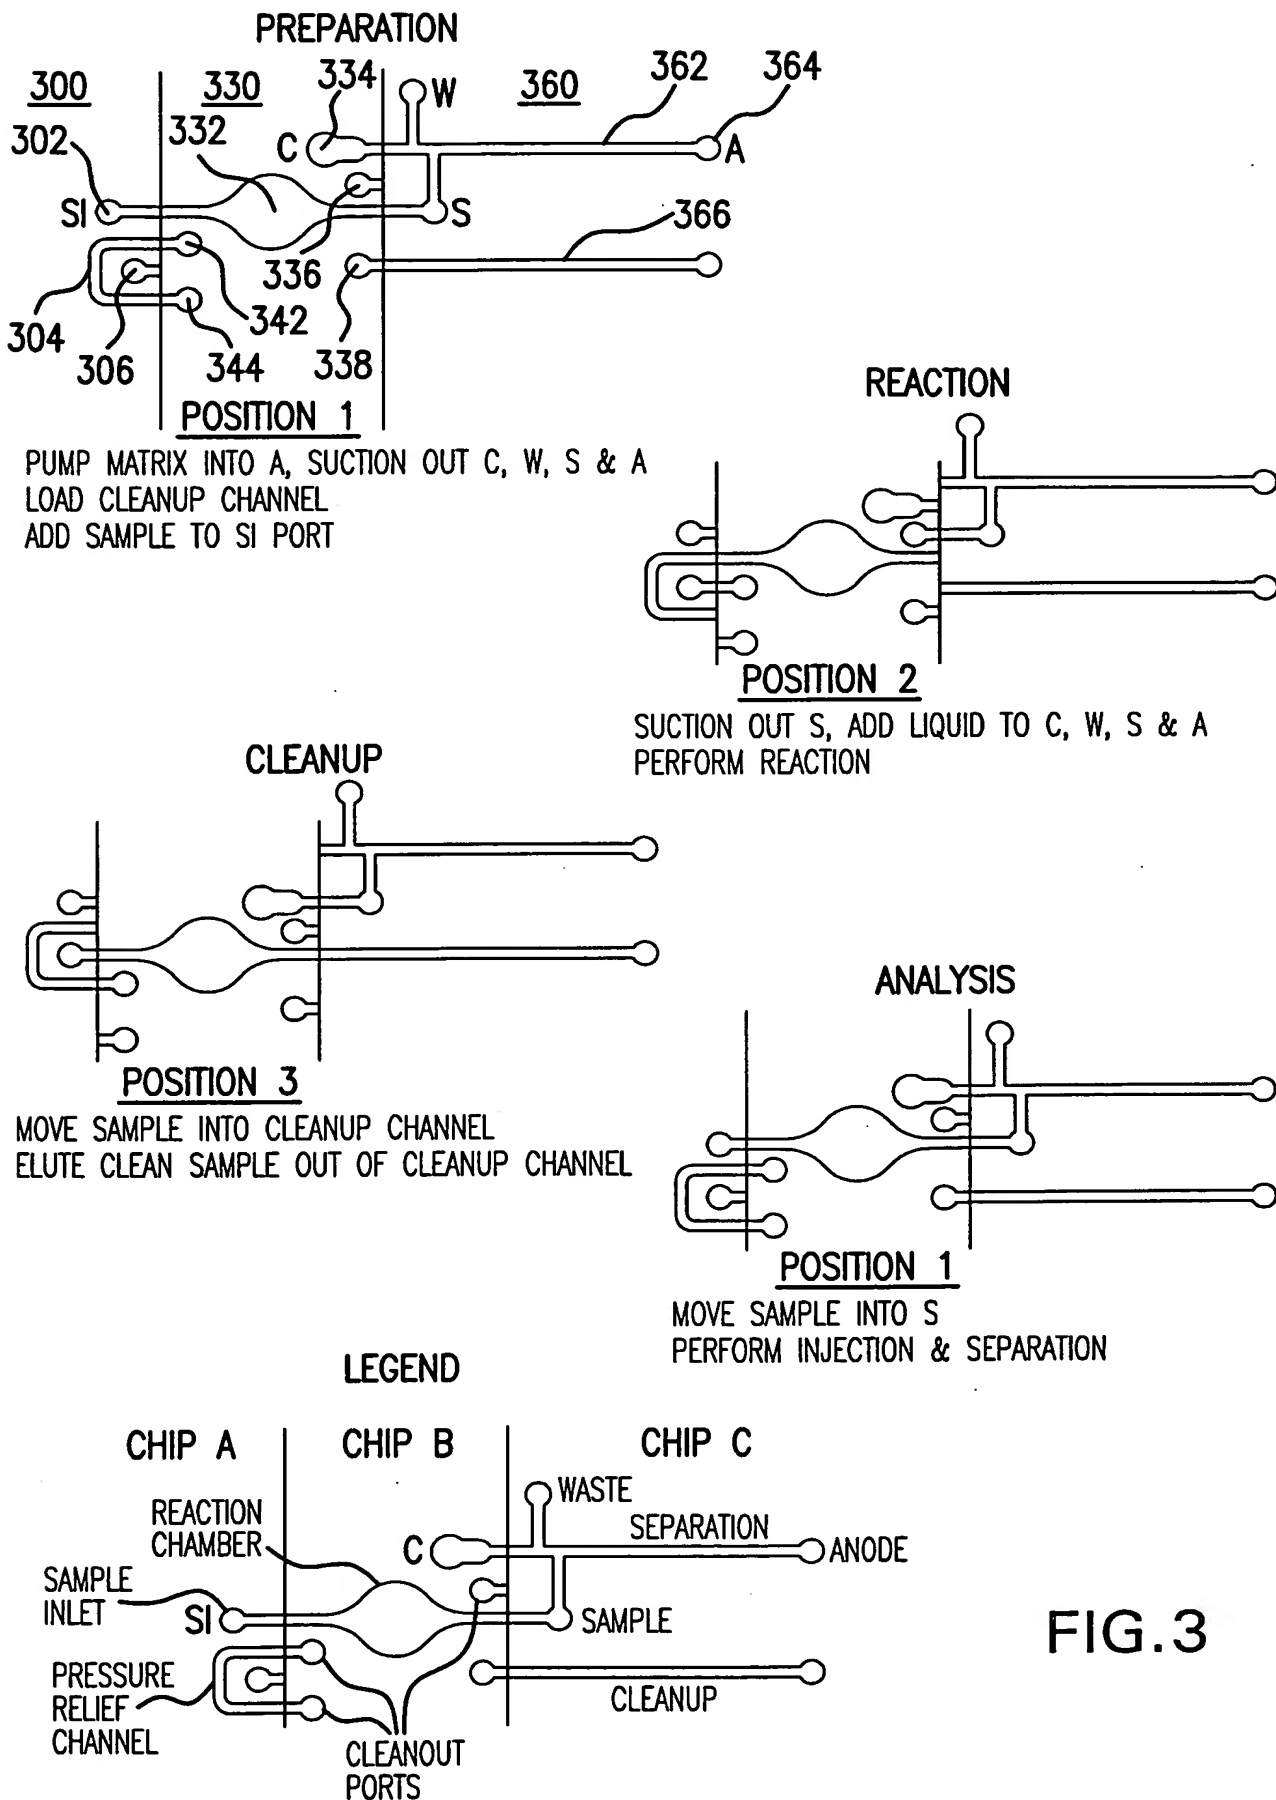 PREPARATION
300
330
334
W
360
362
364
302
332
C
A
SI
S
366
336
304
306
342
344
338
POSITION 1
PUMP MATRIX INTO A, SUCTION OUT C, W, S & A
LOAD CLEANUP CHANNEL
ADD SAMPLE TO SI PORT
REACTION
POSITION 2
SUCTION OUT S, ADD LIQUID TO C, W, S & A
PERFORM REACTION
CLEANUP
POSITION 3
MOVE SAMPLE INTO CLEANUP CHANNEL
ELUTE CLEAN SAMPLE OUT OF CLEANUP CHANNEL
ANALYSIS
POSITION 1
MOVE SAMPLE INTO S
PERFORM INJECTION & SEPARATION
LEGEND
CHIP A
CHIP B
CHIP C
REACTION
CHAMBER
WASTE
SEPARATION
C
ANODE
SAMPLE
INLET
SI
SAMPLE
PRESSURE
RELIEF
CHANNEL
CLEANUP
CLEANOUT
PORTS
FIG.3